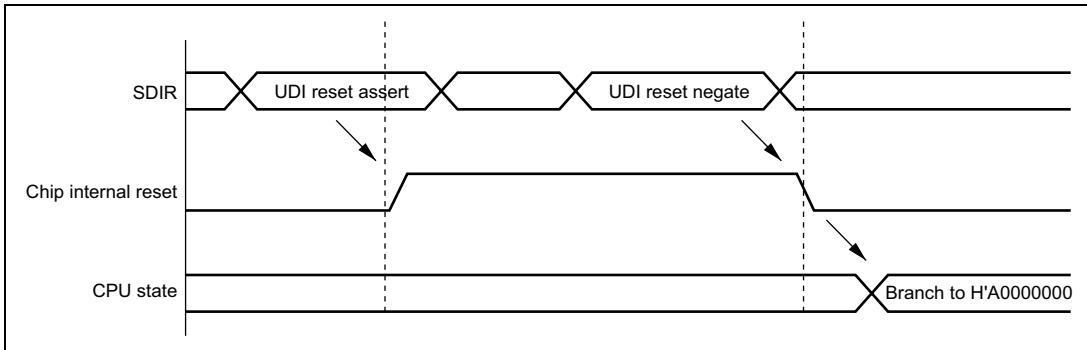 SDIR
UDI reset assert
UDI reset negate
Chip internal reset
CPU state
Branch to H'A0000000